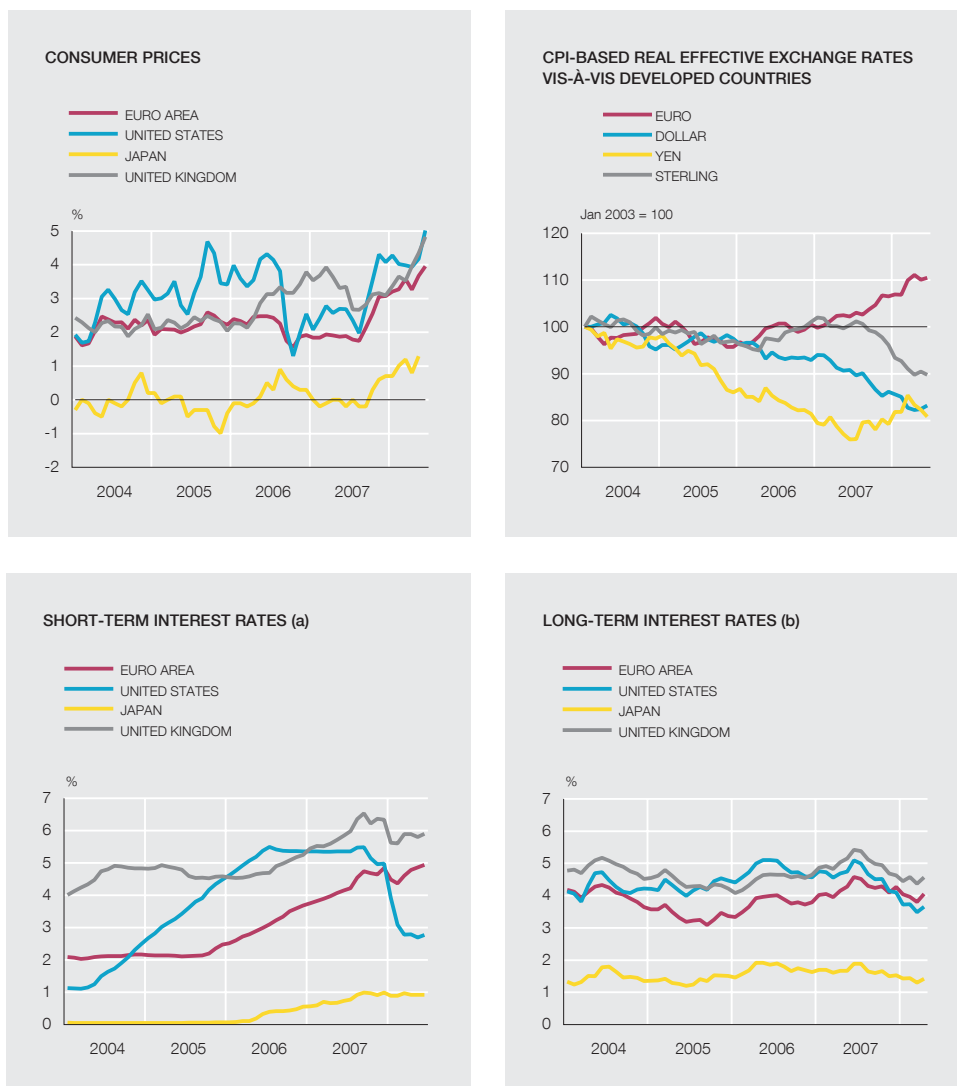 CONSUMER PRICES
EURO AREA
UNITED STATES
JAPAN
UNITED KINGDOM
%
5
4
3
2
1
0
-1
-2
2004 2005 2006 2007
CPI-BASED REAL EFFECTIVE EXCHANGE RATES
VIS-À-VIS DEVELOPED COUNTRIES
EURO
DOLLAR
YEN
STERLING
Jan 2003 = 100
120
110
100
90
80
70
2004 2005 2006 2007
SHORT-TERM INTEREST RATES (a)
EURO AREA
UNITED STATES
JAPAN
UNITED KINGDOM
%
7
6
5
4
3
2
1
0
2004 2005 2006 2007
LONG-TERM INTEREST RATES (b)
EURO AREA
UNITED STATES
JAPAN
UNITED KINGDOM
%
7
6
5
4
3
2
1
0
2004 2005 2006 2007